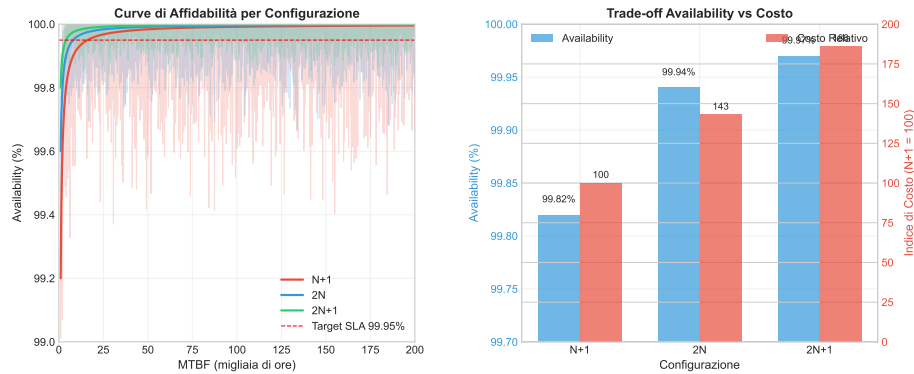 Curve di Affidabilità per Configurazione
Availability (%)
100.0
99.8
99.6
99.4
99.2
99.0
N+1
2N
2N+1
Target SLA 99.95%
0
25
50
75
100
125
150
175
200
MTBF (migliaia di ore)
Trade-off Availability vs Costo
Availability (%)
100.00
99.95
99.90
99.85
99.80
99.75
99.70
Availability
Costo Relativo
99.82%
100
99.94%
143
99.97%
N+1
2N
2N+1
Configurazione
200
175
150
125
100
75
50
25
0
Indice di Costo (N+1 = 100)